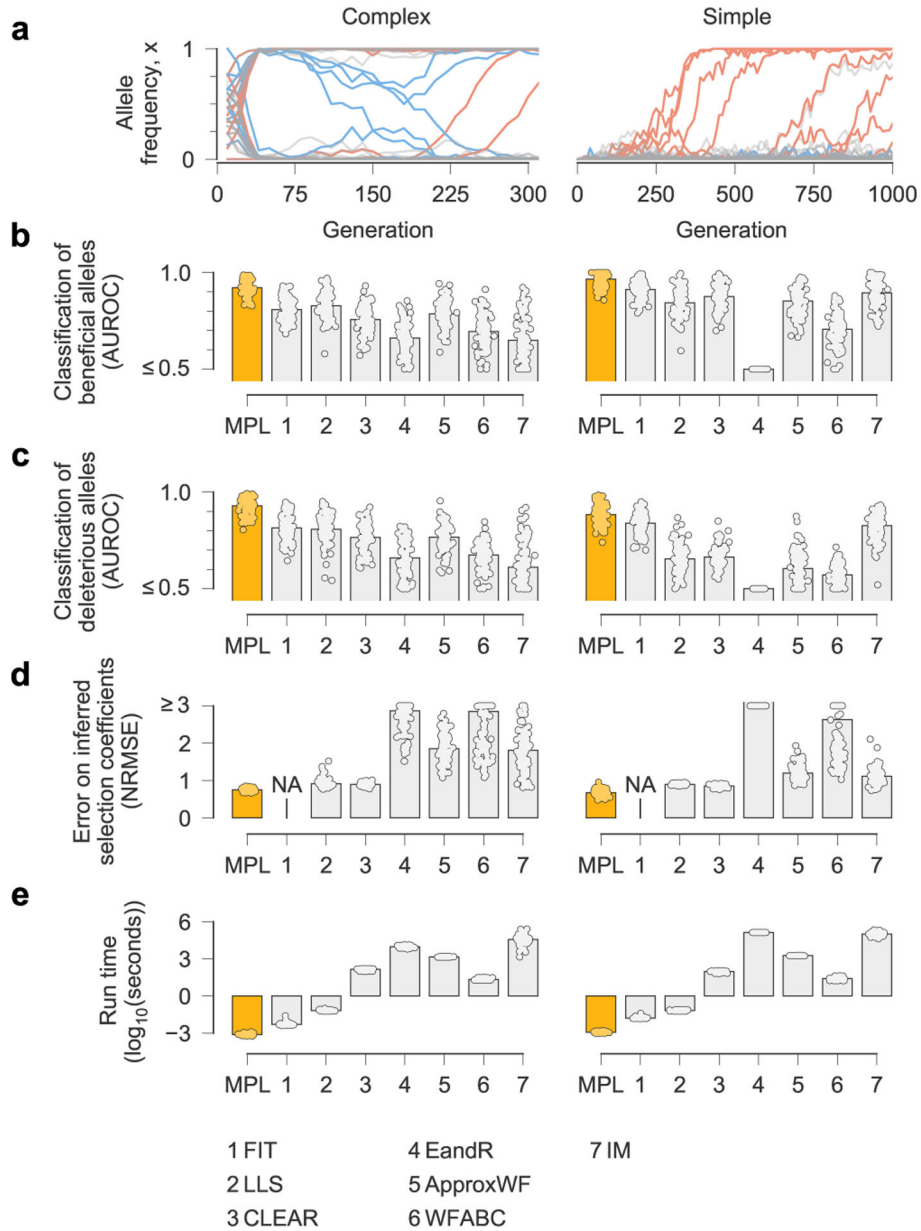 a
Complex
Simple
Allele
frequency, x
1
0
0 75 150 225 300
0 250 500 750 1000
Generation
Generation
b
Classification of
beneficial alleles
(AUROC)
1.0
≤ 0.5
MPL 1 2 3 4 5 6 7
MPL 1 2 3 4 5 6 7
c
Classification of
deleterious alleles
(AUROC)
1.0
≤ 0.5
MPL 1 2 3 4 5 6 7
MPL 1 2 3 4 5 6 7
d
Error on inferred
selection coefficients
(NRMSE)
≥ 3
2
1
0
NA
NA
MPL 1 2 3 4 5 6 7
MPL 1 2 3 4 5 6 7
e
Run time
(log10(seconds))
6
3
0
−3
MPL 1 2 3 4 5 6 7
MPL 1 2 3 4 5 6 7
1 FIT
2 LLS
3 CLEAR
4 EandR
5 ApproxWF
6 WFABC
7 IM